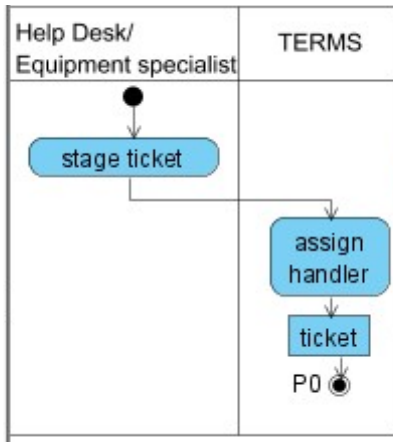 Help Desk/
Equipment specialist
TERMS
stage ticket
assign
handler
ticket
P0